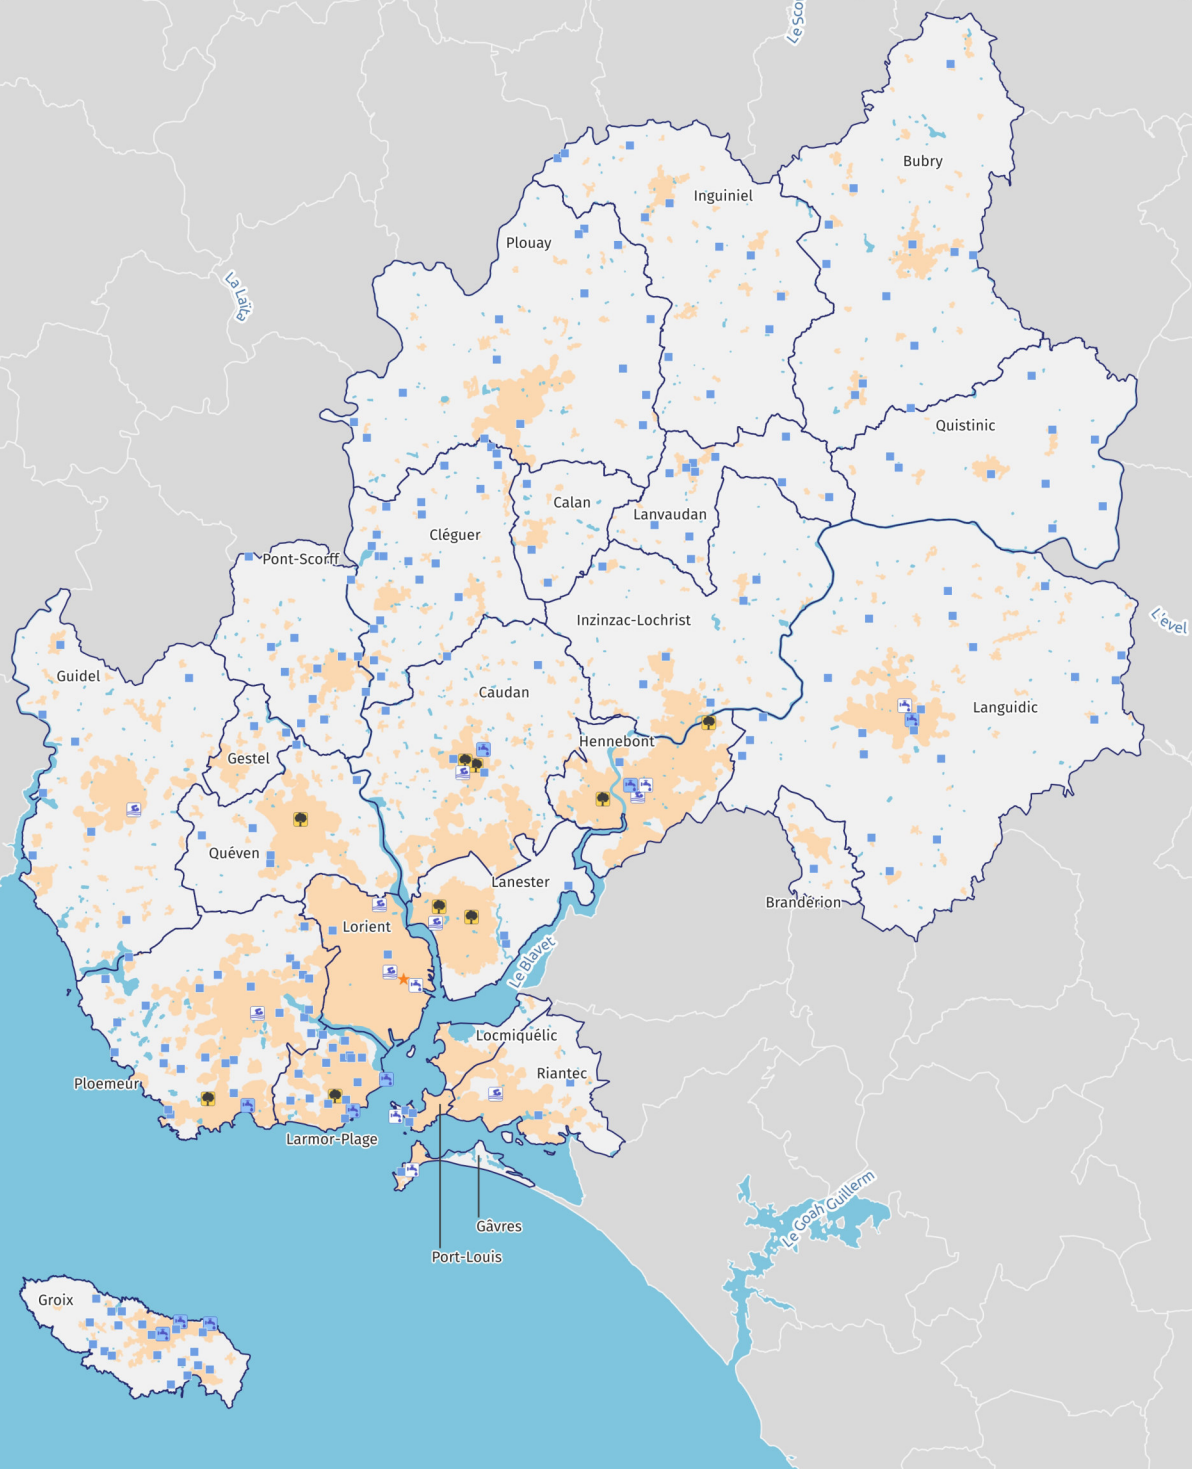 Le Scor
Bubry
Inguiniel
Plouay
La Laïta
Quistinic
Calan
Lanvaudan
Cléguer
Pont-Scorff
Inzinzac-Lochrist
L'evel
Guidel
Caudan
Languidic
Hennebont
Gestel
Quéven
Lanester
Brandérion
Lorient
Le Blavet
Locmiquélic
Riantec
Ploemeur
Larmor-Plage
Le Goah Guillerm
Gâvres
Port-Louis
Groix